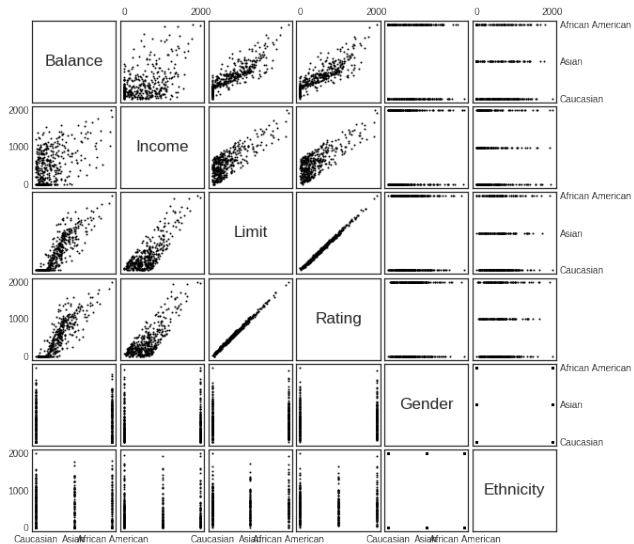 0 2000 0 2000 0 2000
African American
Balance
Asian
Caucasian
2000
Income
1000
0
African American
Limit
Asian
Caucasian
2000
Rating
1000
0
African American
Gender
Asian
Caucasian
2000
Ethnicity
1000
0
Caucasian Asian African American Caucasian Asian African American Caucasian Asian African American